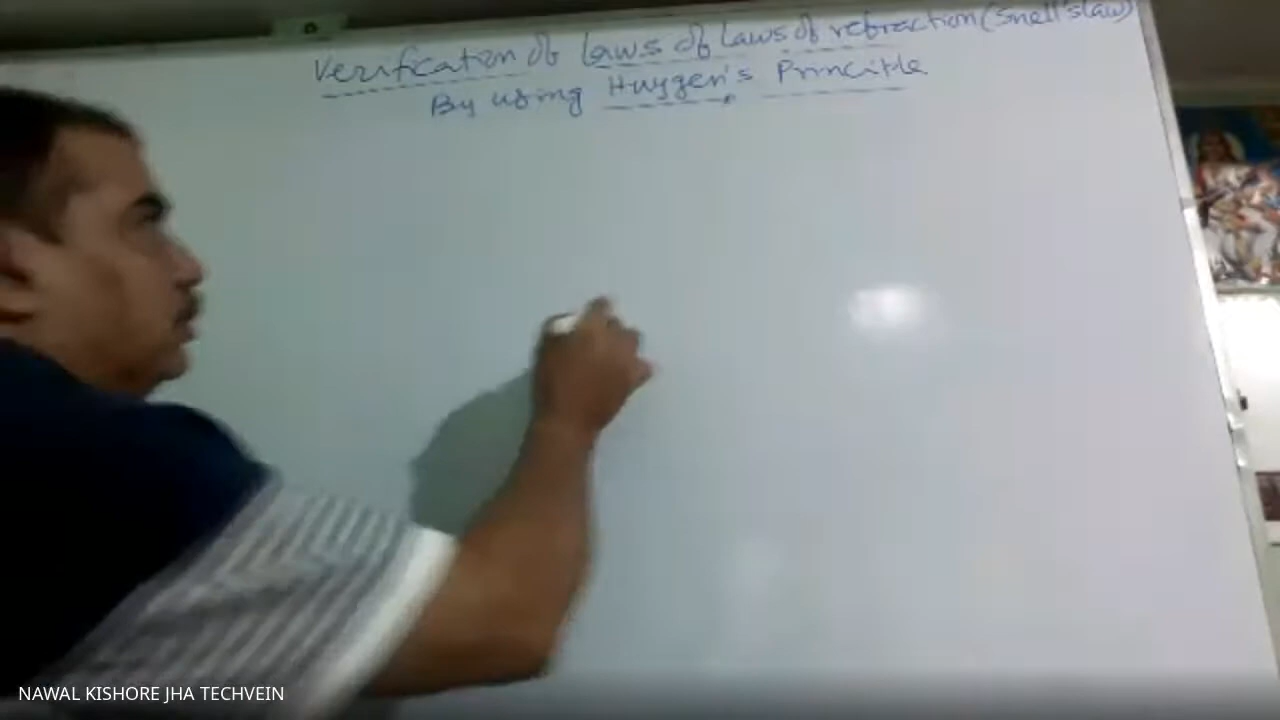 Verification of laws of Laws of refraction (Snell's law)
By using Huygen's Principle
NAWAL KISHORE JHA TECHVEIN